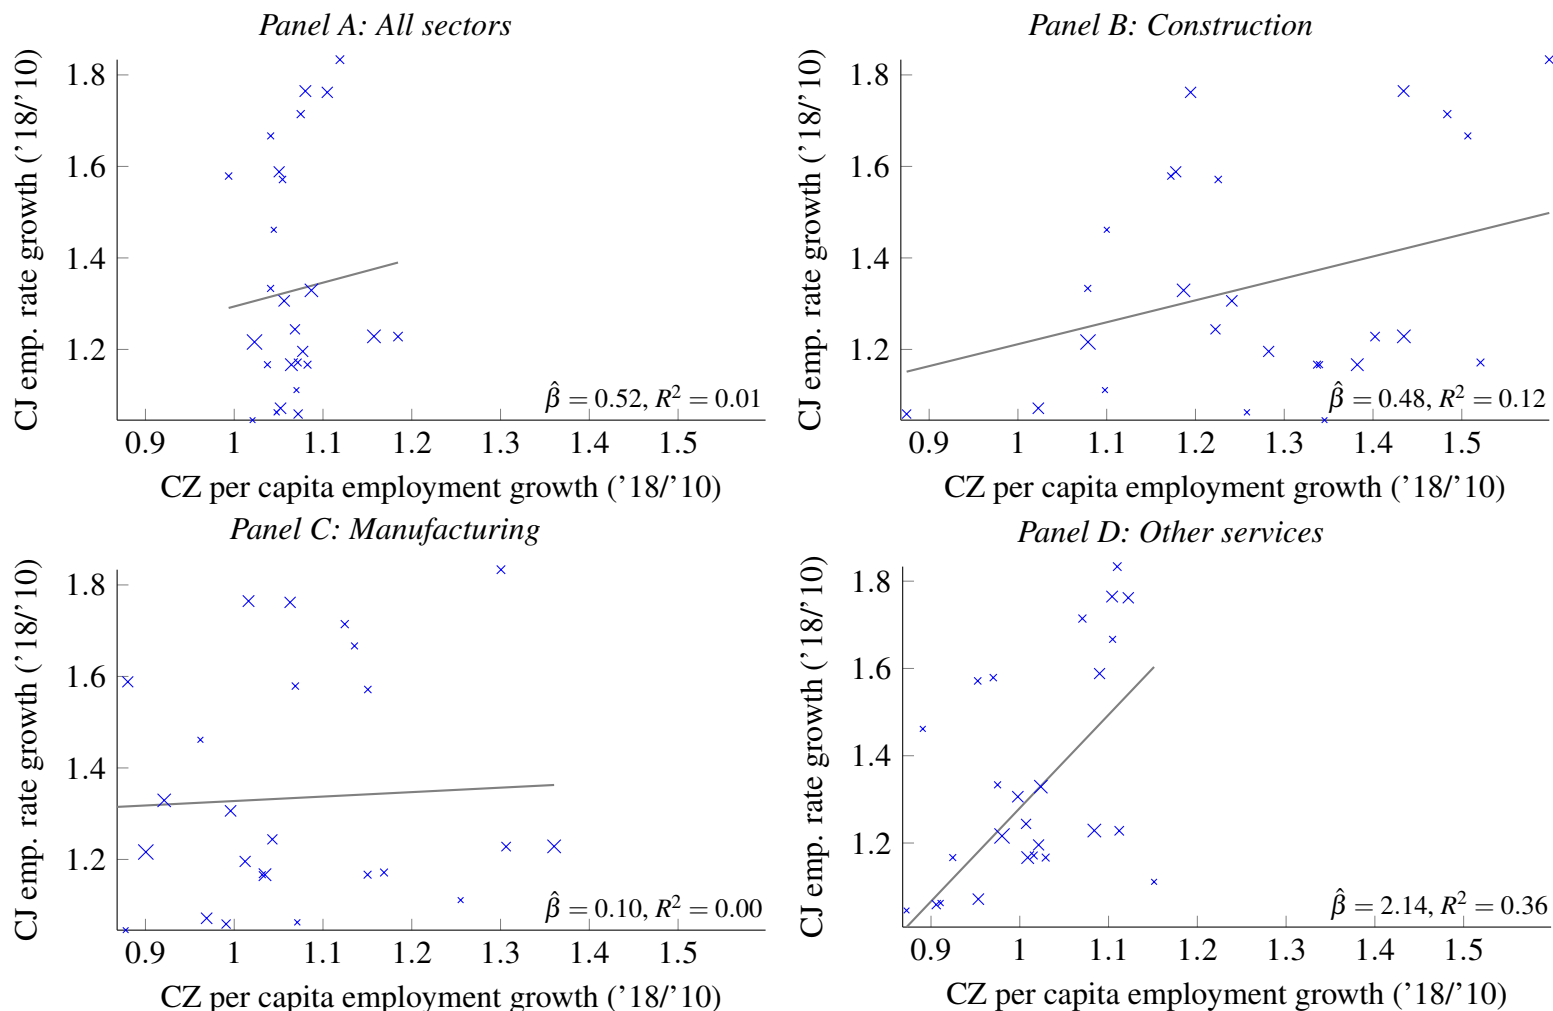 Panel A: All sectors
CJ emp. rate growth ('18/'10)
1.8
1.6
1.4
1.2
β̂ = 0.52, R² = 0.01
0.9 1 1.1 1.2 1.3 1.4 1.5
CZ per capita employment growth ('18/'10)
Panel B: Construction
CJ emp. rate growth ('18/'10)
1.8
1.6
1.4
1.2
β̂ = 0.48, R² = 0.12
0.9 1 1.1 1.2 1.3 1.4 1.5
CZ per capita employment growth ('18/'10)
Panel C: Manufacturing
CJ emp. rate growth ('18/'10)
1.8
1.6
1.4
1.2
β̂ = 0.10, R² = 0.00
0.9 1 1.1 1.2 1.3 1.4 1.5
CZ per capita employment growth ('18/'10)
Panel D: Other services
CJ emp. rate growth ('18/'10)
1.8
1.6
1.4
1.2
β̂ = 2.14, R² = 0.36
0.9 1 1.1 1.2 1.3 1.4 1.5
CZ per capita employment growth ('18/'10)